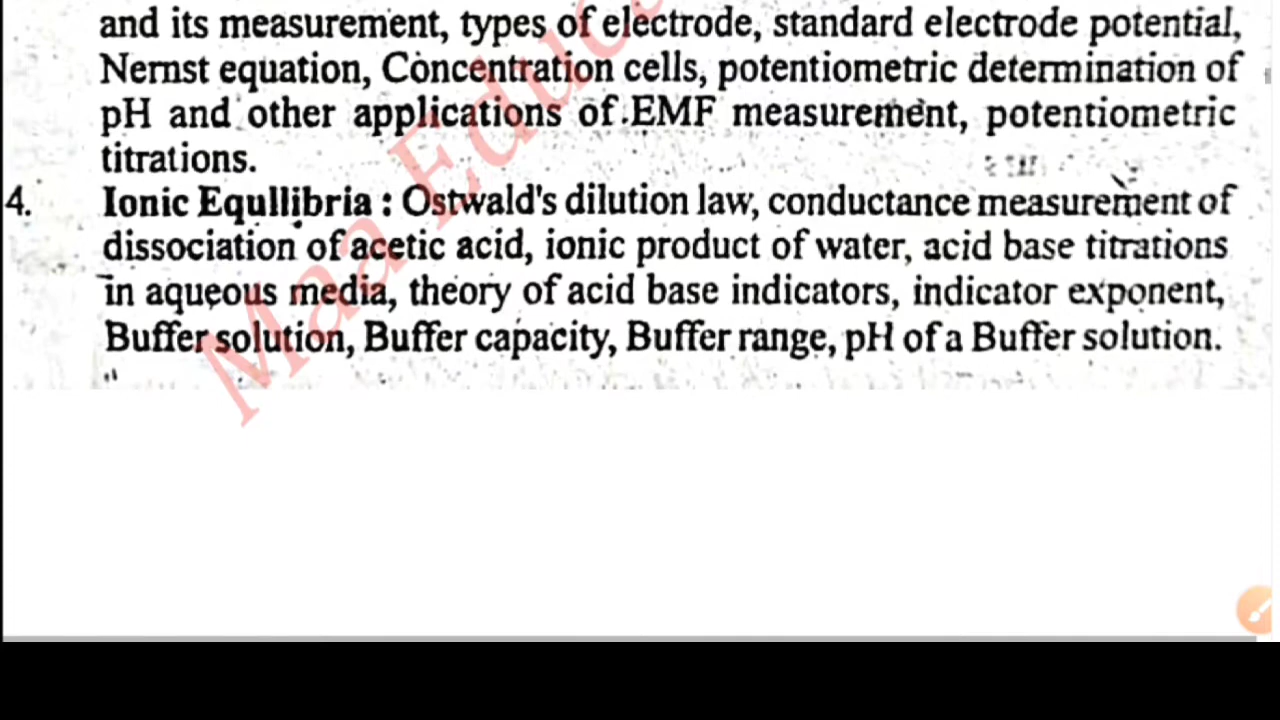 and its measurement, types of electrode, standard electrode potential,
Nernst equation, Concentration cells, potentiometric determination of
pH and other applications of EMF measurement, potentiometric
titrations.
4. Ionic Equllibria : Ostwald's dilution law, conductance measurement of
dissociation of acetic acid, ionic product of water, acid base titrations
in aqueous media, theory of acid base indicators, indicator exponent,
Buffer solution, Buffer capacity, Buffer range, pH of a Buffer solution.
Maa Educa